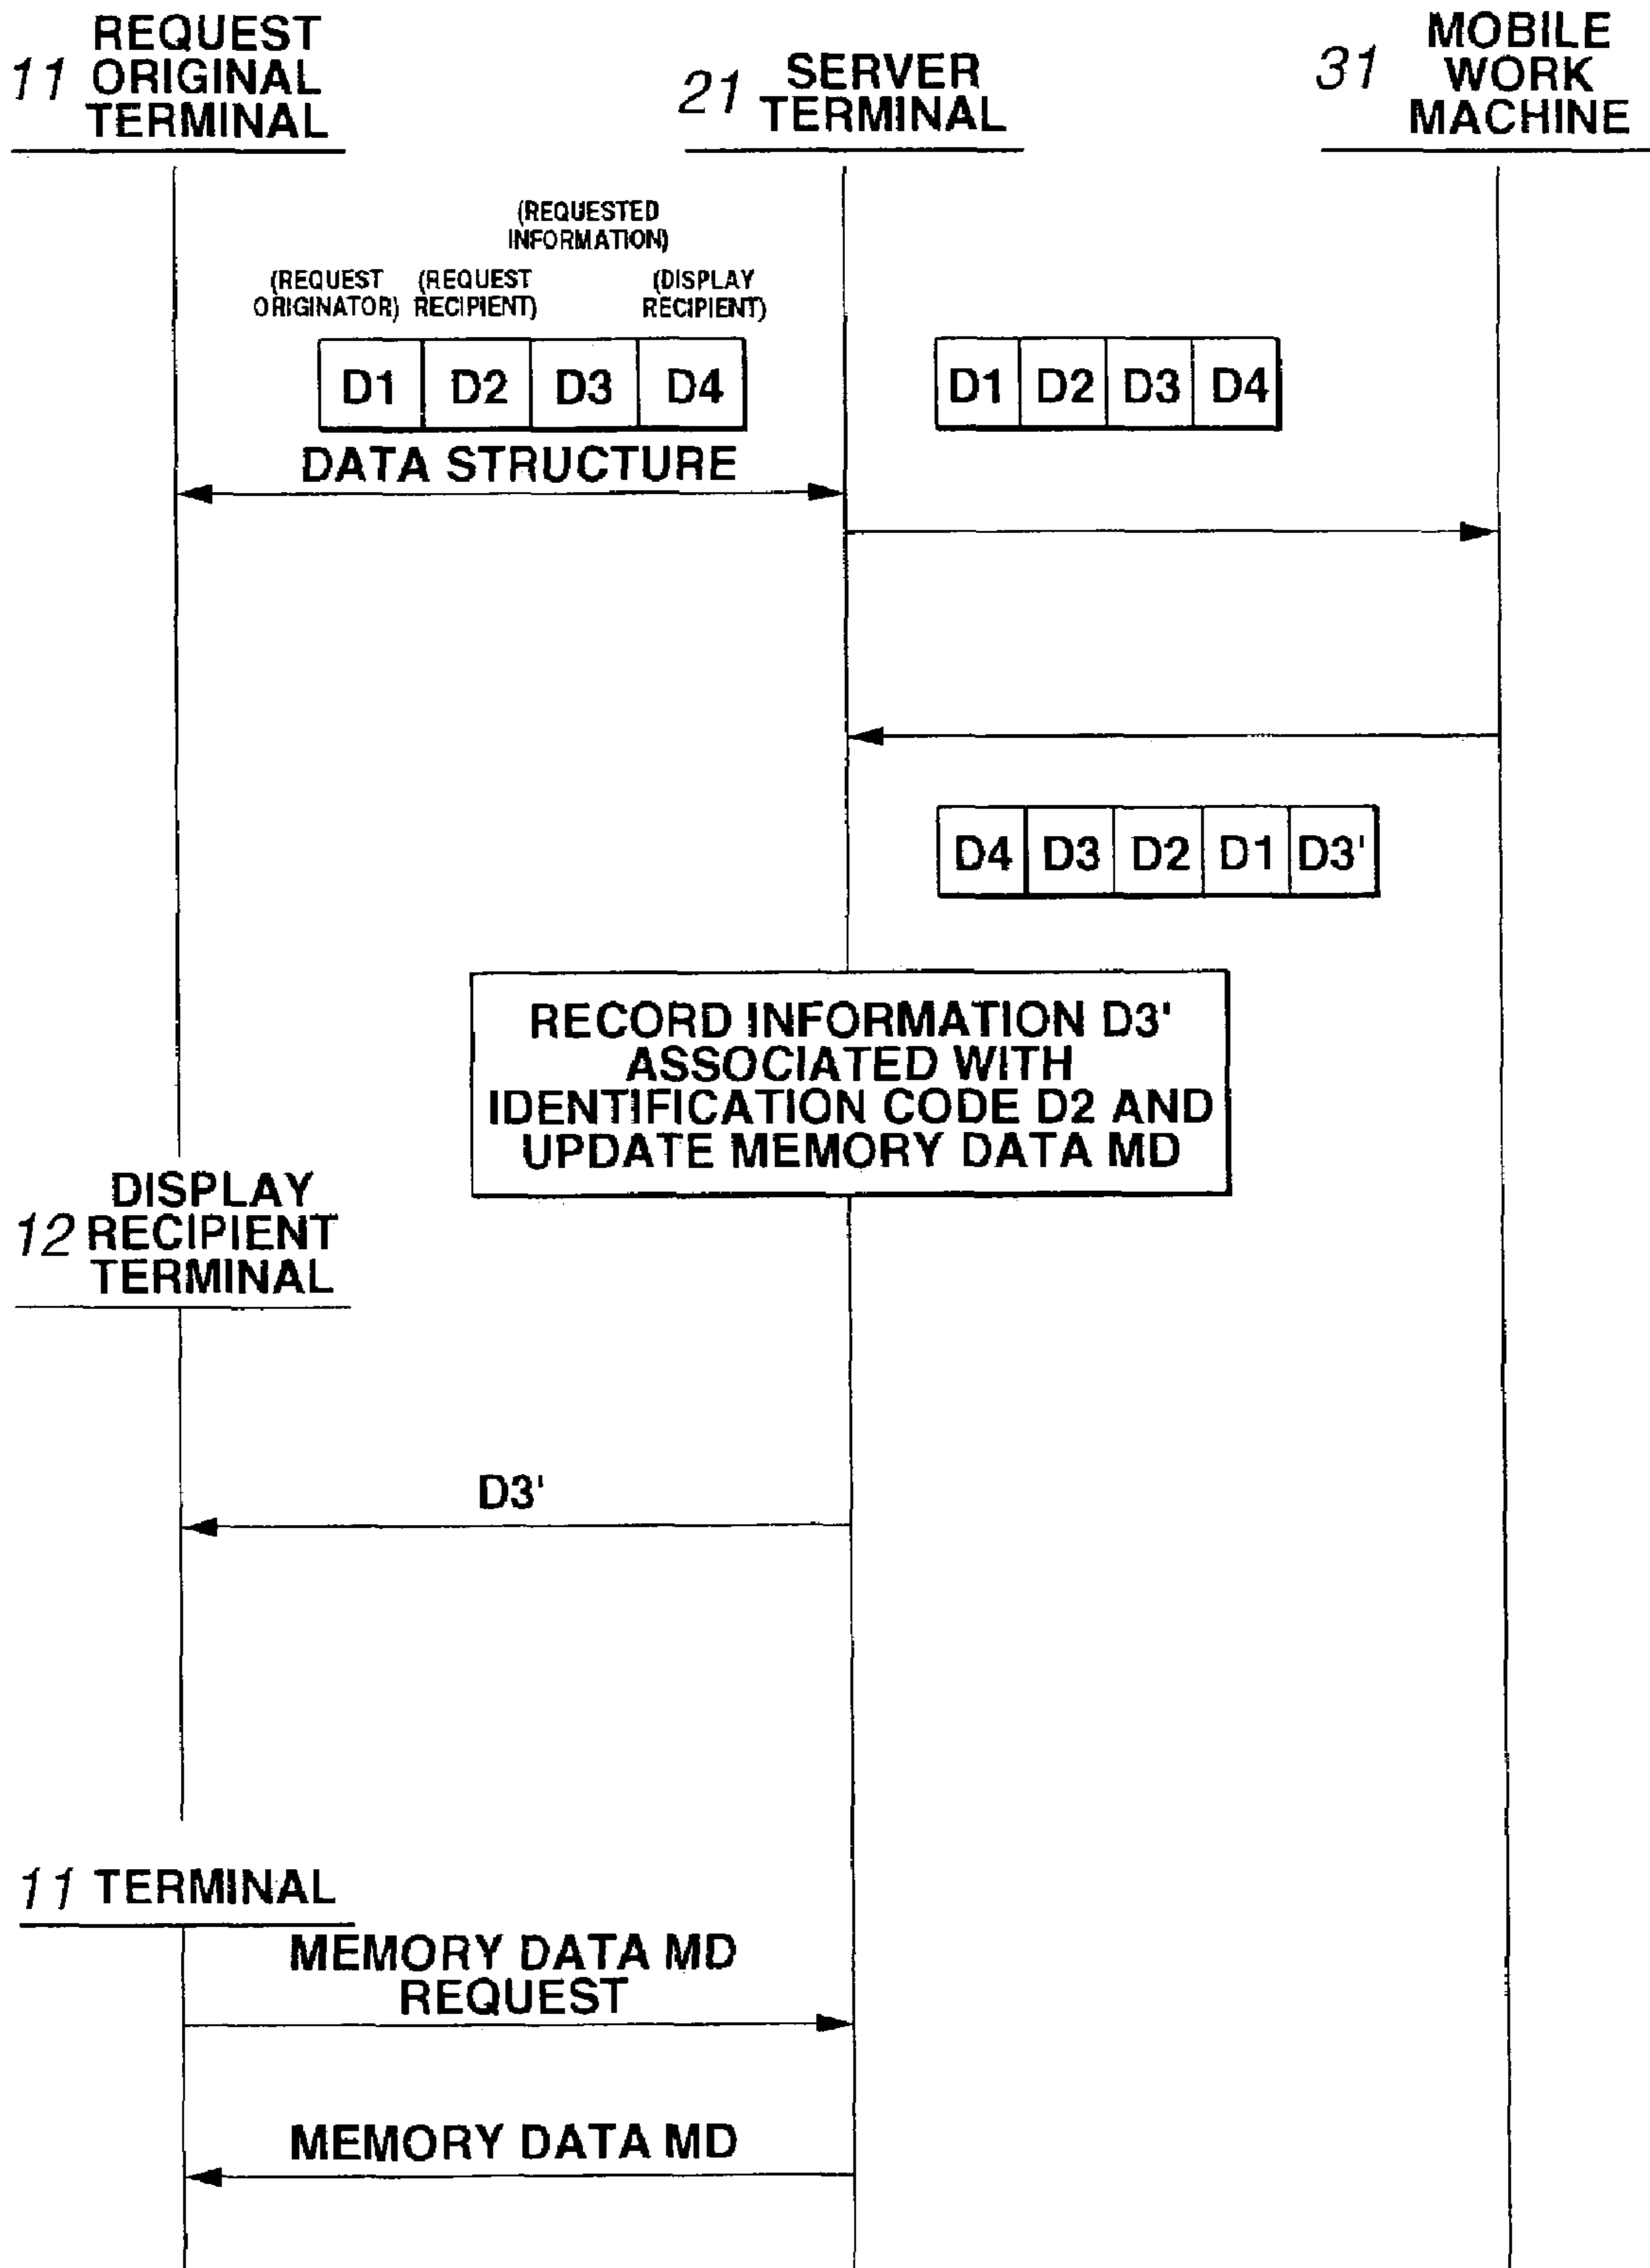 11 REQUEST
ORIGINAL
TERMINAL
21 SERVER
TERMINAL
31 MOBILE
WORK
MACHINE
(REQUESTED
INFORMATION)
(REQUEST
ORIGINATOR)
(REQUEST
RECIPIENT)
(DISPLAY
RECIPIENT)
D1 D2 D3 D4
DATA STRUCTURE
D1 D2 D3 D4
D4 D3 D2 D1 D3'
RECORD INFORMATION D3'
ASSOCIATED WITH
IDENTIFICATION CODE D2 AND
UPDATE MEMORY DATA MD
12 DISPLAY
RECIPIENT
TERMINAL
D3'
11 TERMINAL
MEMORY DATA MD
REQUEST
MEMORY DATA MD